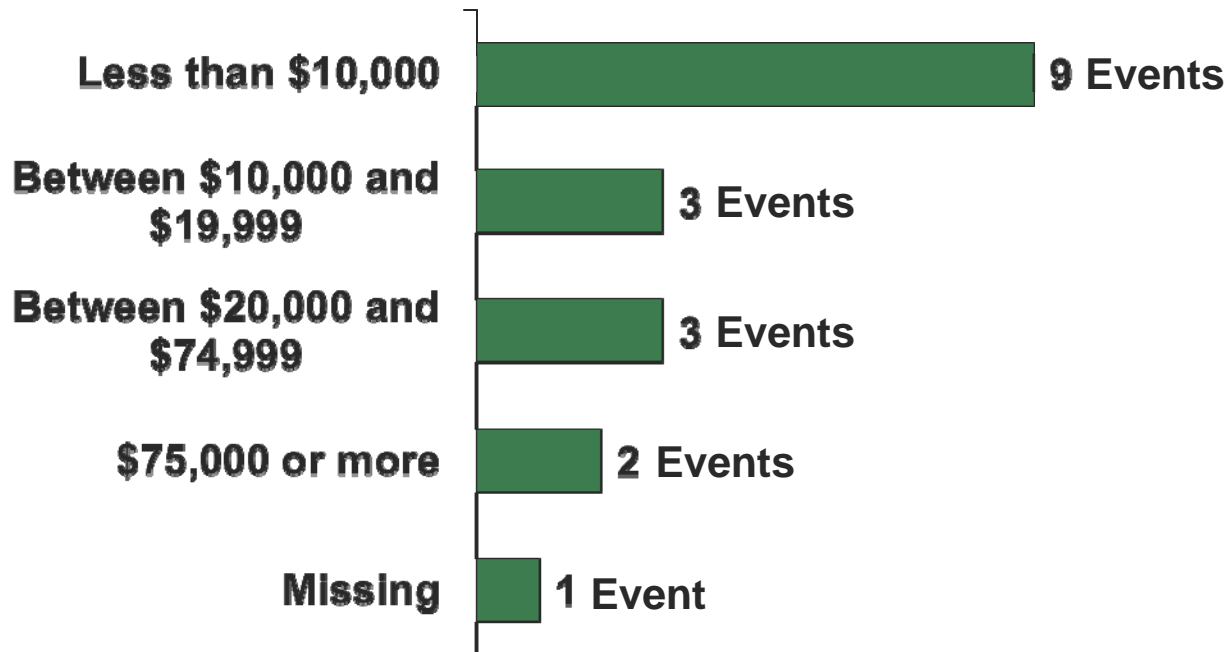 Less than $10,000
9 Events
Between $10,000 and
$19,999
3 Events
Between $20,000 and
$74,999
3 Events
$75,000 or more
2 Events
Missing
1 Event